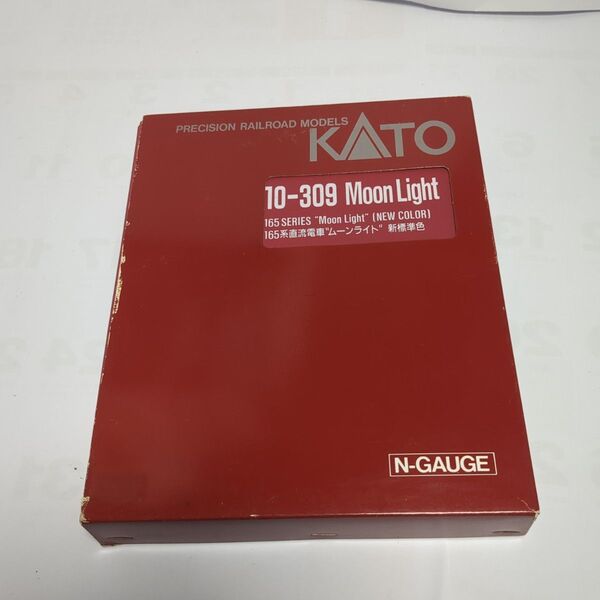 PRECISION RAILROAD MODELS
KATO
10-309 Moon Light
165 SERIES "Moon Light" (NEW COLOR)
165系直流電車"ムーンライト" 新標準色
N-GAUGE